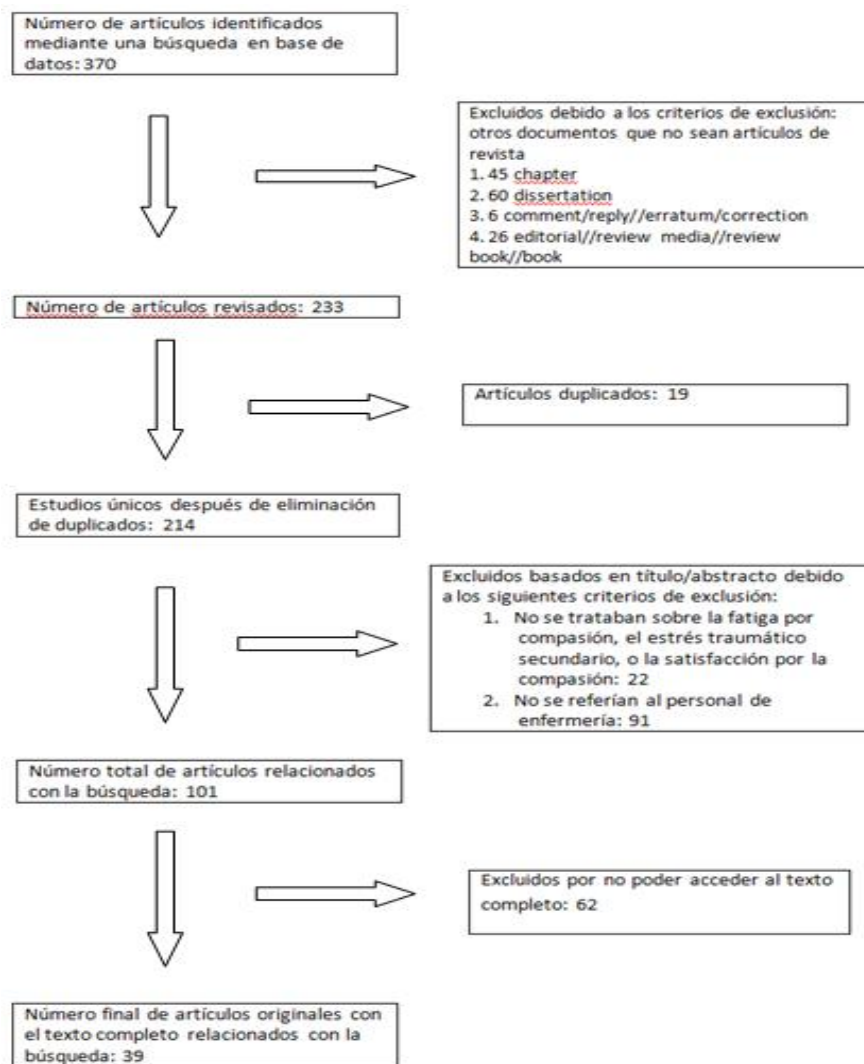 Número de artículos identificados
mediante una búsqueda en base de
datos: 370
Excluidos debido a los criterios de exclusión:
otros documentos que no sean artículos de
revista
1. 45 chapter
2. 60 dissertation
3. 6 comment/reply//erratum/correction
4. 26 editorial//review media//review
book//book
Número de artículos revisados: 233
Artículos duplicados: 19
Estudios únicos después de eliminación
de duplicados: 214
Excluidos basados en título/abstracto debido
a los siguientes criterios de exclusión:
1. No se trataban sobre la fatiga por
compasión, el estrés traumático
secundario, o la satisfacción por la
compasión: 22
2. No se referían al personal de
enfermería: 91
Número total de artículos relacionados
con la búsqueda: 101
Excluidos por no poder acceder al texto
completo: 62
Número final de artículos originales con
el texto completo relacionados con la
búsqueda: 39